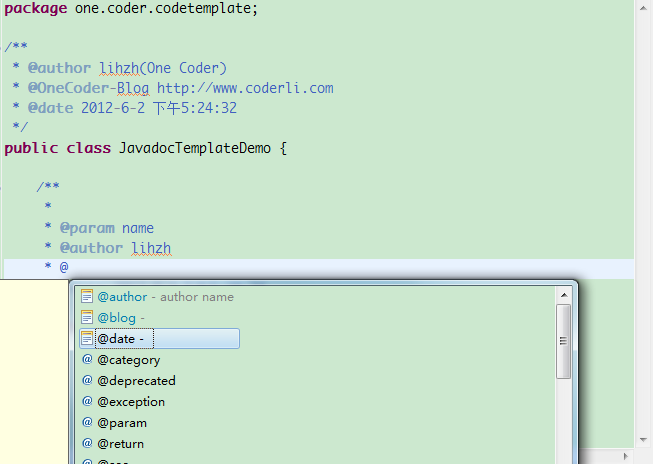 package one.coder.codetemplate;
/**
* @author lihzh(One Coder)
* @OneCoder-Blog http://www.coderli.com
* @date 2012-6-2 下午5:24:32
*/
public class JavadocTemplateDemo {
/**
*
* @param name
* @author lihzh
* @
@author - author name
@blog -
@date -
@ @category
@ @deprecated
@ @exception
@ @param
@ @return